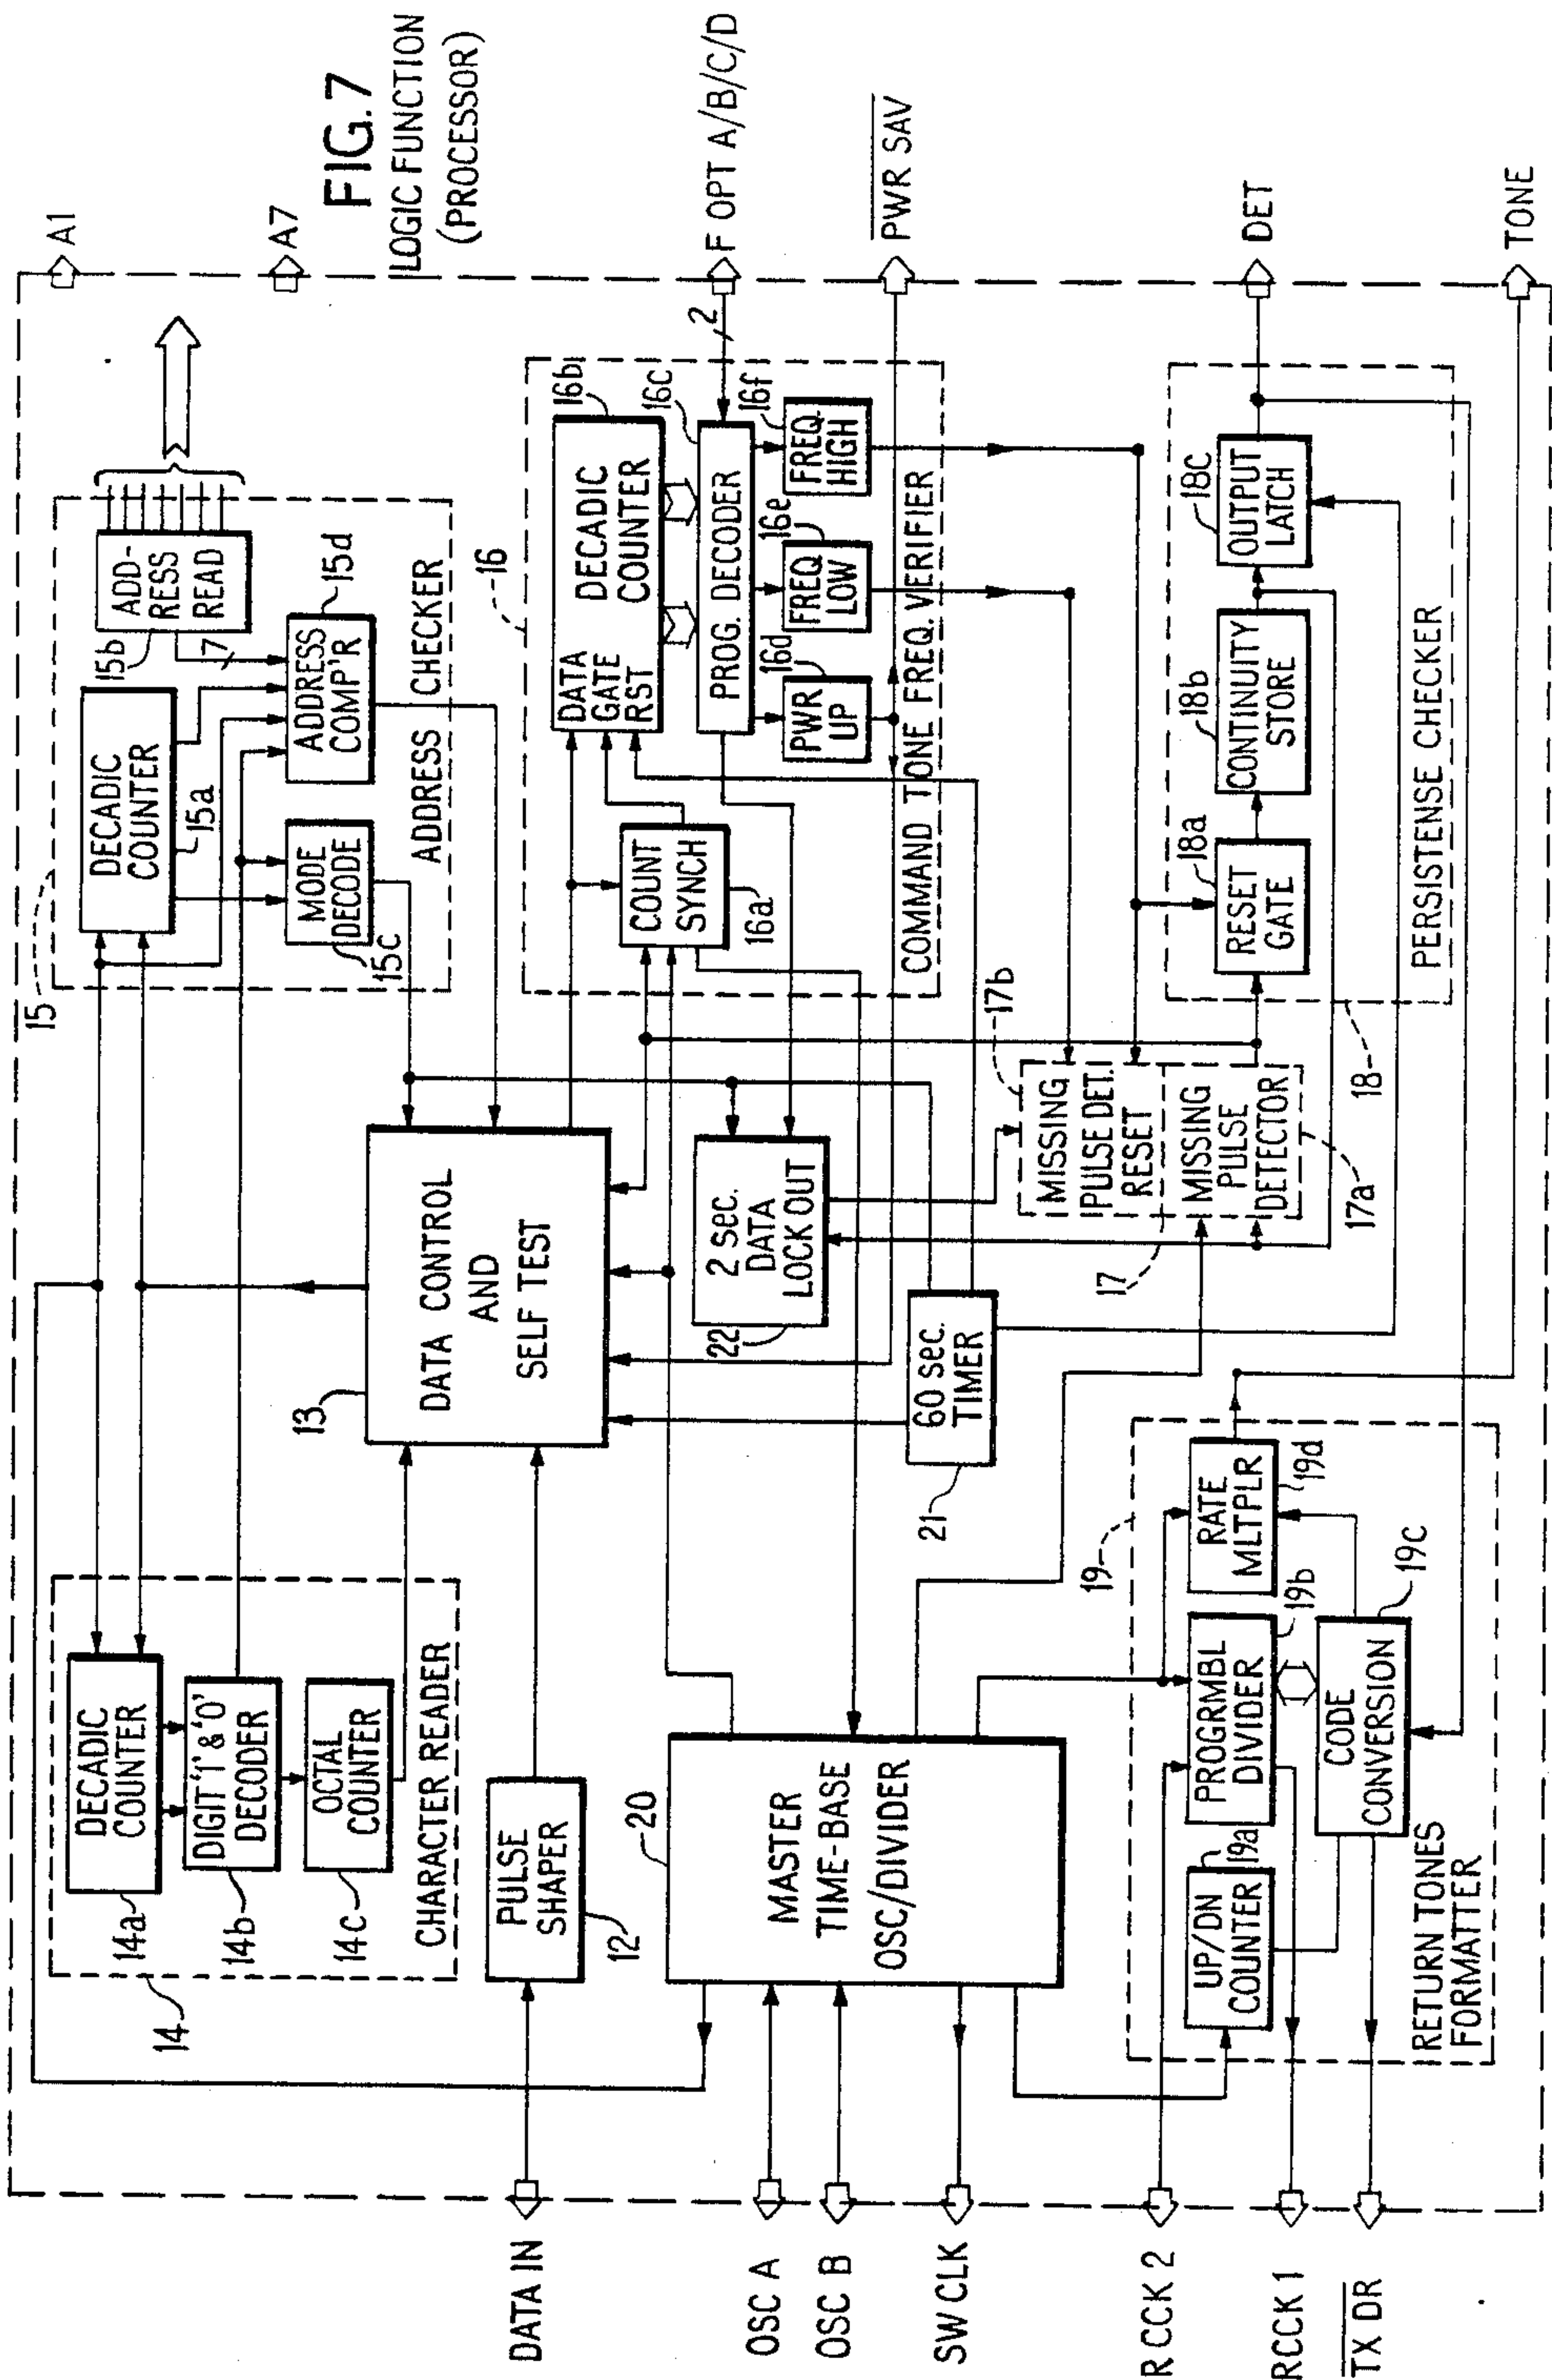 FIG.7
LOGIC FUNCTION
(PROCESSOR)
A1
A7
F OPT A/B/C/D
PWR SAV
DET
TONE
DATA IN
OSC A
OSC B
SW CLK
R CCK 2
RCCK 1
TX DR
14
DECADIC
COUNTER
14a
DIGIT '1' & '0'
DECODER
14b
OCTAL
COUNTER
14c
CHARACTER READER
15
DECADIC
COUNTER
15a
ADD-
RESS
READ
15b
7
MODE
DECODE
15c
ADDRESS
COMP'R
15d
ADDRESS CHECKER
PULSE
SHAPER
12
13
DATA CONTROL
AND
SELF TEST
16
DATA
GATE
RST
DECADIC
COUNTER
16b
COUNT
SYNCH
16a
PROG. DECODER
16c
2
PWR
UP
16d
FREQ
LOW
16e
FREQ.
HIGH
16f
COMMAND TONE FREQ. VERIFIER
20
MASTER
TIME-BASE
OSC/DIVIDER
2 sec.
DATA
LOCK OUT
22
60 sec.
TIMER
21
17
MISSING
PULSE DET.
RESET
17b
MISSING
PULSE
DETECTOR
17a
18
RESET
GATE
18a
CONTINUITY
STORE
18b
OUTPUT
LATCH
18c
PERSISTENSE CHECKER
19
UP/DN
COUNTER
19a
PROGRMBL
DIVIDER
19b
RATE
MLTPLR
19d
CODE
CONVERSION
19c
RETURN TONES
FORMATTER